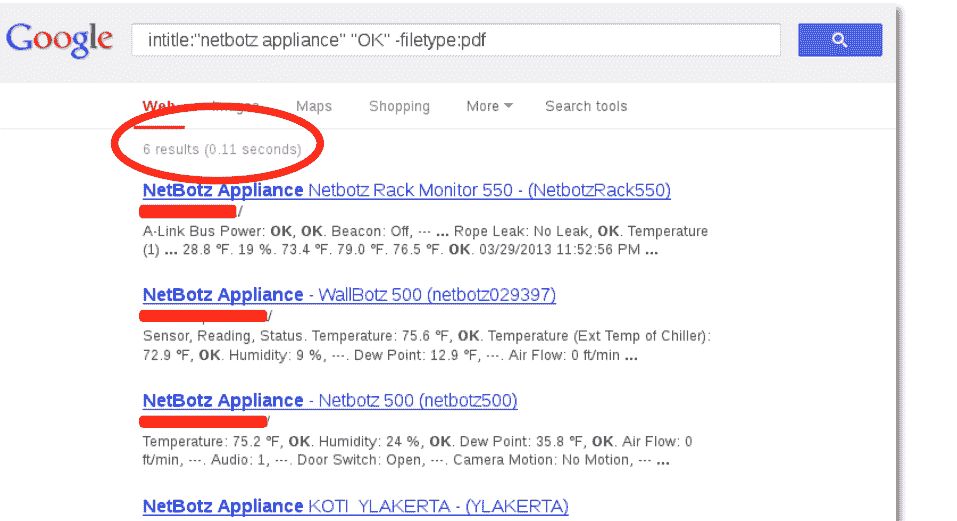 Google intitle:"netbotz appliance" "OK" -filetype:pdf
Web Images Maps Shopping More Search tools
6 results (0.11 seconds)
NetBotz Appliance Netbotz Rack Monitor 550 - (NetbotzRack550)
/
A-Link Bus Power: OK, OK. Beacon: Off, --- ... Rope Leak: No Leak, OK. Temperature
(1) ... 28.8 °F. 19 %. 73.4 °F. 79.0 °F. 76.5 °F. OK. 03/29/2013 11:52:56 PM ...
NetBotz Appliance - WallBotz 500 (netbotz029397)
/
Sensor, Reading, Status. Temperature: 75.6 °F, OK. Temperature (Ext Temp of Chiller):
72.9 °F, OK. Humidity: 9 %, ---. Dew Point: 12.9 °F, ---. Air Flow: 0 ft/min ...
NetBotz Appliance - Netbotz 500 (netbotz500)
/
Temperature: 75.2 °F, OK. Humidity: 24 %, OK. Dew Point: 35.8 °F, OK. Air Flow: 0
ft/min, ---. Audio: 1, ---. Door Switch: Open, ---. Camera Motion: No Motion, --- ...
NetBotz Appliance KOTI_YLAKERTA - (YLAKERTA)